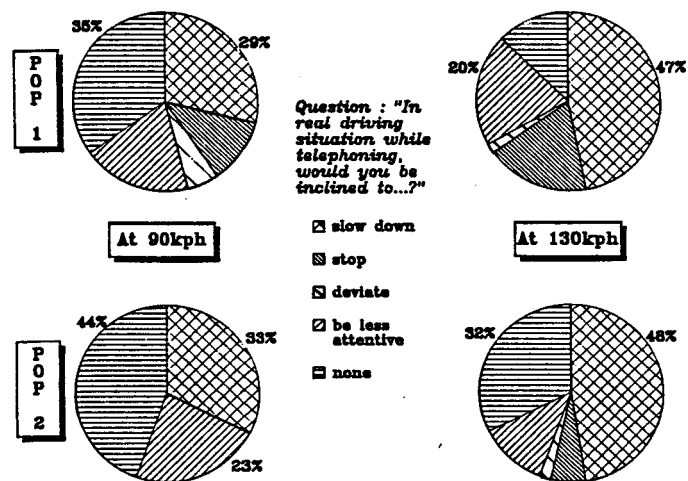 35%
29%
20%
47%
P
O
P
1
Question : "In
real driving
situation while
telephoning,
would you be
inclined to...?"
slow down
stop
deviate
be less
attentive
none
At 90kph
At 130kph
44%
33%
23%
32%
48%
P
O
P
2